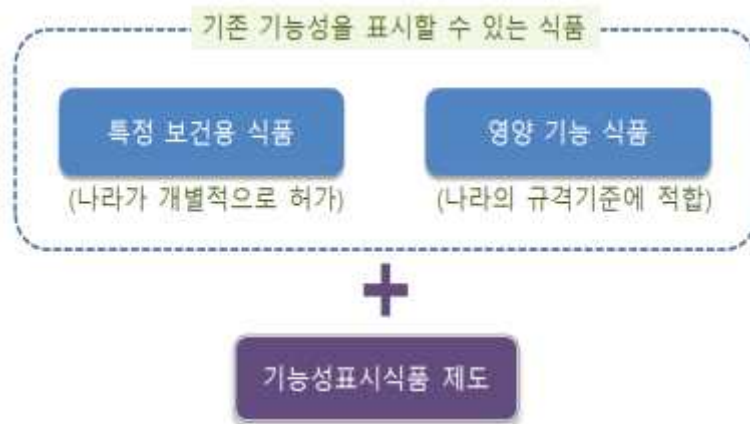 기존 기능성을 표시할 수 있는 식품
특정 보건용 식품
영양 기능 식품
(나라가 개별적으로 허가)
(나라의 규격기준에 적합)
+
기능성표시식품 제도